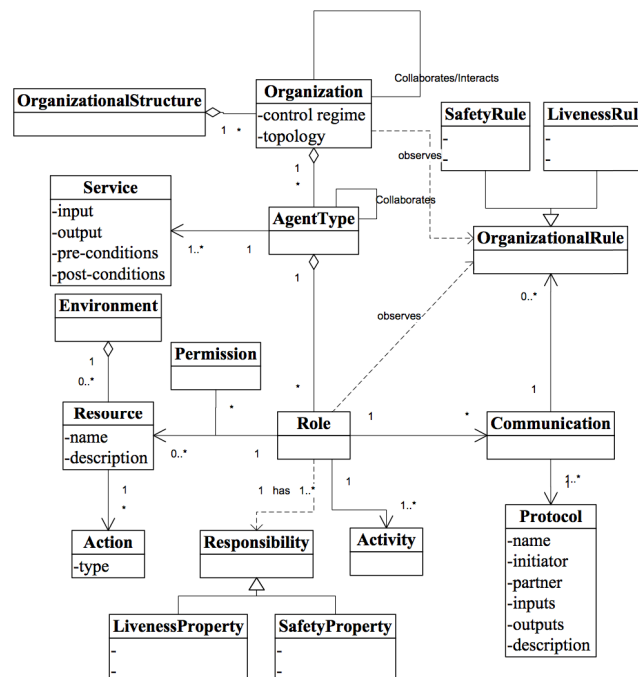 Organization
-control regime
-topology
Collaborates/Interacts
OrganizationalStructure
1
*
SafetyRule
-
-
LivenessRul
-
-
observes
1
*
Service
-input
-output
-pre-conditions
-post-conditions
AgentType
Collaborates
1..*
1
1
OrganizationalRule
0..*
Environment
1
0..*
Permission
*
observes
*
1
Resource
-name
-description
0..*
1
Role
1
*
Communication
1
*
1 has 1..*
1
1..*
1..*
1
Action
-type
Responsibility
Activity
Protocol
-name
-initiator
-partner
-inputs
-outputs
-description
LivenessProperty
-
-
SafetyProperty
-
-